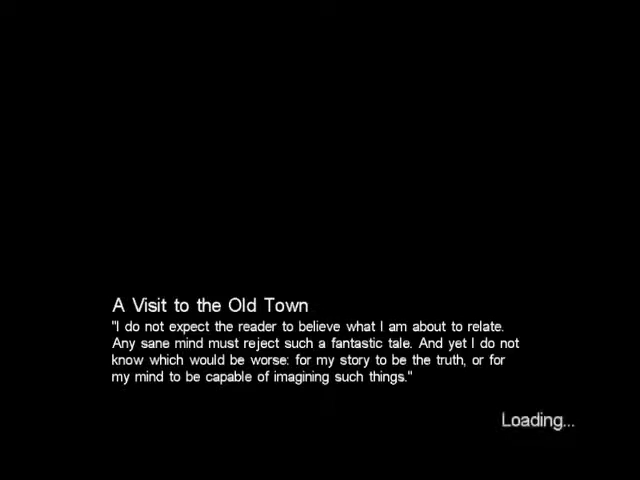 A Visit to the Old Town
"I do not expect the reader to believe what I am about to relate.
Any sane mind must reject such a fantastic tale. And yet I do not
know which would be worse: for my story to be the truth, or for
my mind to be capable of imagining such things."
Loading...